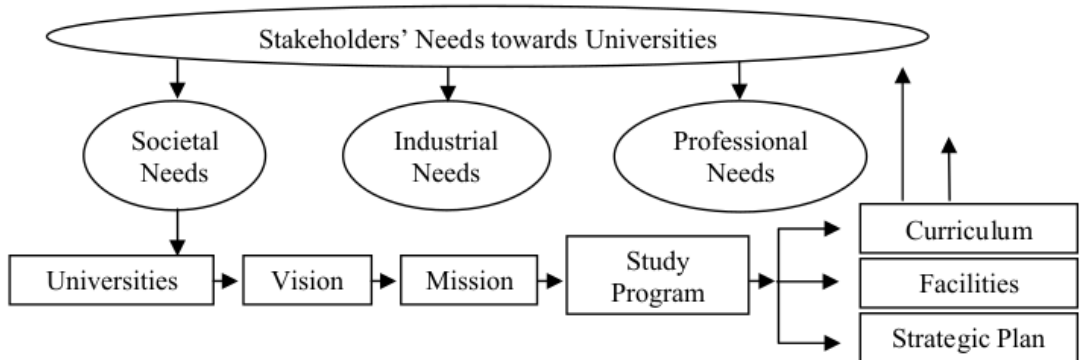 Stakeholders’ Needs towards Universities
Societal
Needs
Industrial
Needs
Professional
Needs
Universities
Vision
Mission
Study
Program
Curriculum
Facilities
Strategic Plan